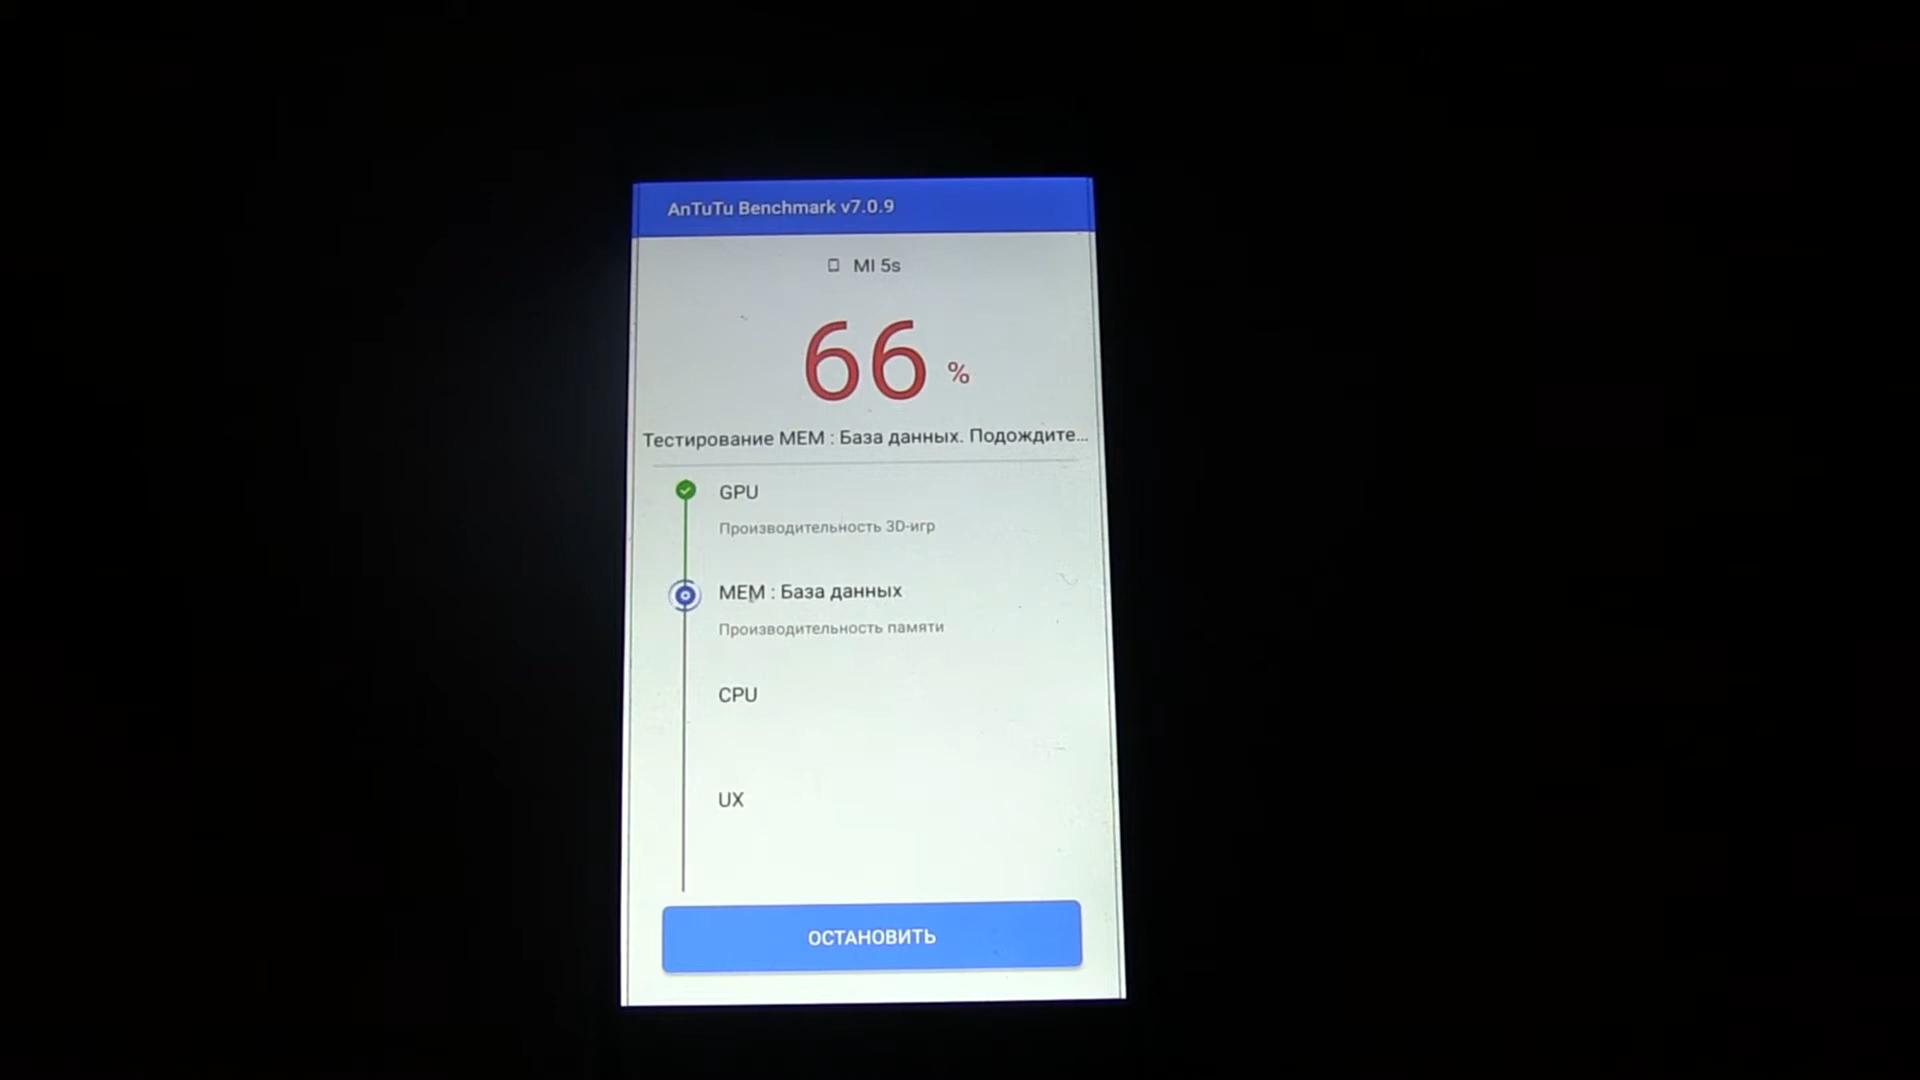 AnTuTu Benchmark v7.0.9
MI 5s
66 %
Тестирование MEM : База данных. Подождите...
GPU
Производительность 3D-игр
MEM : База данных
Производительность памяти
CPU
UX
ОСТАНОВИТЬ